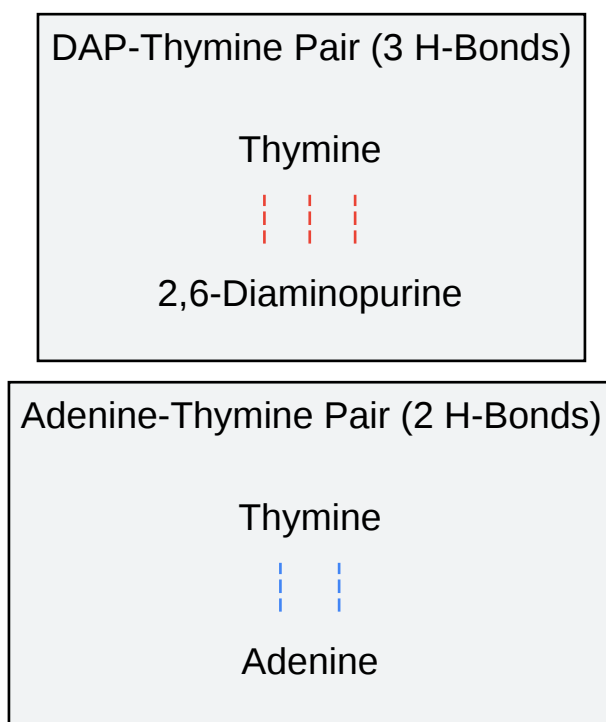 DAP-Thymine Pair (3 H-Bonds)
Thymine
2,6-Diaminopurine
Adenine-Thymine Pair (2 H-Bonds)
Thymine
Adenine